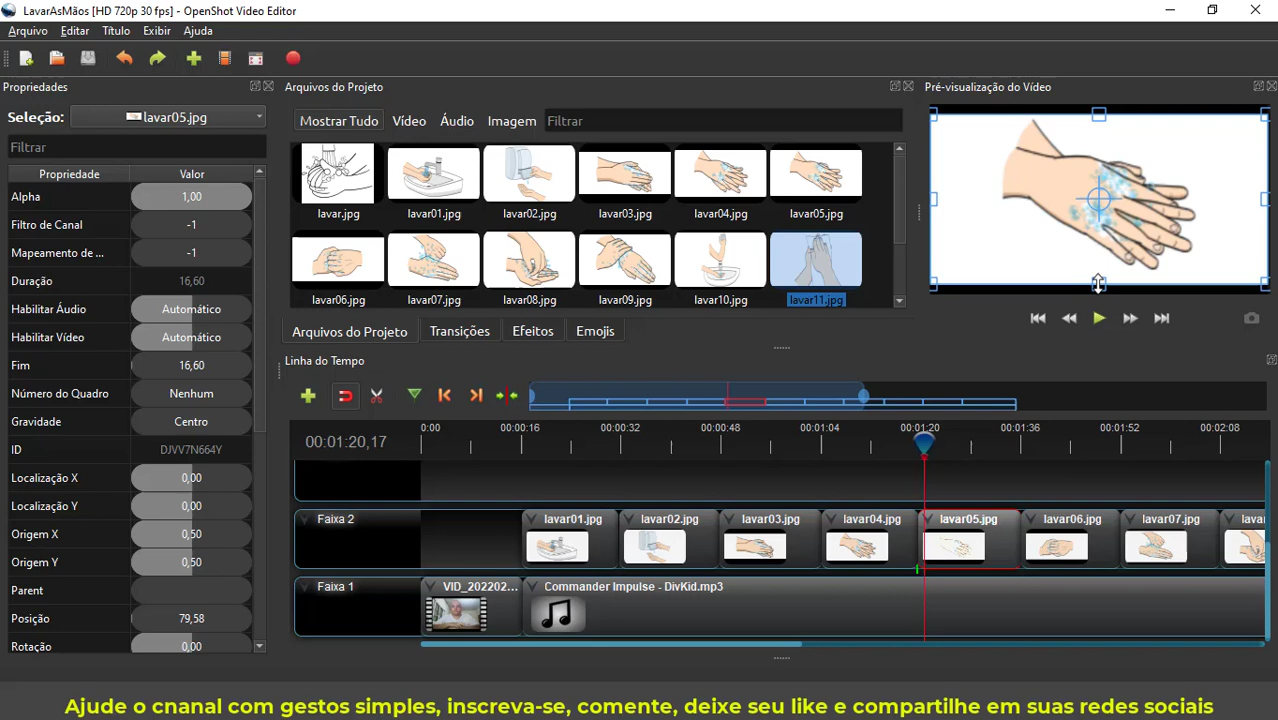 LavarAsMãos [HD 720p 30 fps] - OpenShot Video Editor
Arquivo Editar Título Exibir Ajuda
Propriedades
Arquivos do Projeto
Pré-visualização do Vídeo
Seleção: lavar05.jpg
Mostrar Tudo Vídeo Áudio Imagem Filtrar
Filtrar
Propriedade Valor
Alpha 1,00
Filtro de Canal -1
Mapeamento de ... -1
Duração 16,60
Habilitar Áudio Automático
Habilitar Vídeo Automático
Fim 16,60
Número do Quadro Nenhum
Gravidade Centro
ID DJVV7N664Y
Localização X 0,00
Localização Y 0,00
Origem X 0,50
Origem Y 0,50
Parent
Posição 79,58
Rotação 0,00
lavar.jpg lavar01.jpg lavar02.jpg lavar03.jpg lavar04.jpg lavar05.jpg
lavar06.jpg lavar07.jpg lavar08.jpg lavar09.jpg lavar10.jpg lavar11.jpg
Arquivos do Projeto Transições Efeitos Emojis
Linha do Tempo
00:01:20,17
0:00 00:00:16 00:00:32 00:00:48 00:01:04 00:01:20 00:01:36 00:01:52 00:02:08
Faixa 2
lavar01.jpg lavar02.jpg lavar03.jpg lavar04.jpg lavar05.jpg lavar06.jpg lavar07.jpg lavar
Faixa 1
VID_202202... Commander Impulse - DivKid.mp3
Ajude o cnanal com gestos simples, inscreva-se, comente, deixe seu like e compartilhe em suas redes sociais